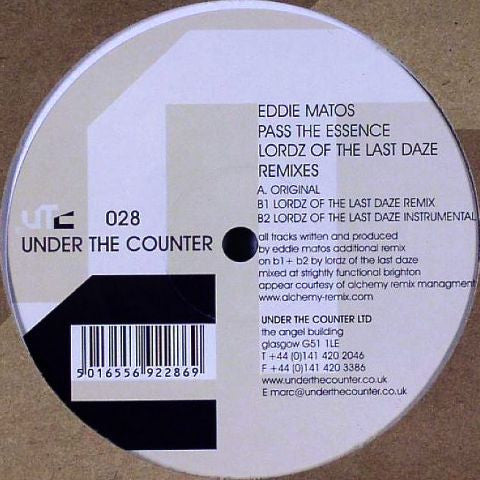 EDDIE MATOS
PASS THE ESSENCE
LORDZ OF THE LAST DAZE
REMIXES
A. ORIGINAL
B1 LORDZ OF THE LAST DAZE REMIX
B2 LORDZ OF THE LAST DAZE INSTRUMENTAL
all tracks written and produced
by eddie matos additional remix
on b1+ b2 by lordz of the last daze
mixed at strightly functional brighton
appear courtesy of alchemy remix managment
www.alchemy-remix.com
UTC 028
UNDER THE COUNTER
UNDER THE COUNTER LTD
the angel building
glasgow G51 1LE
T +44 (0)141 420 2046
F +44 (0)141 420 3386
www.underthecounter.co.uk
E marc@underthecounter.co.uk
5016556922869